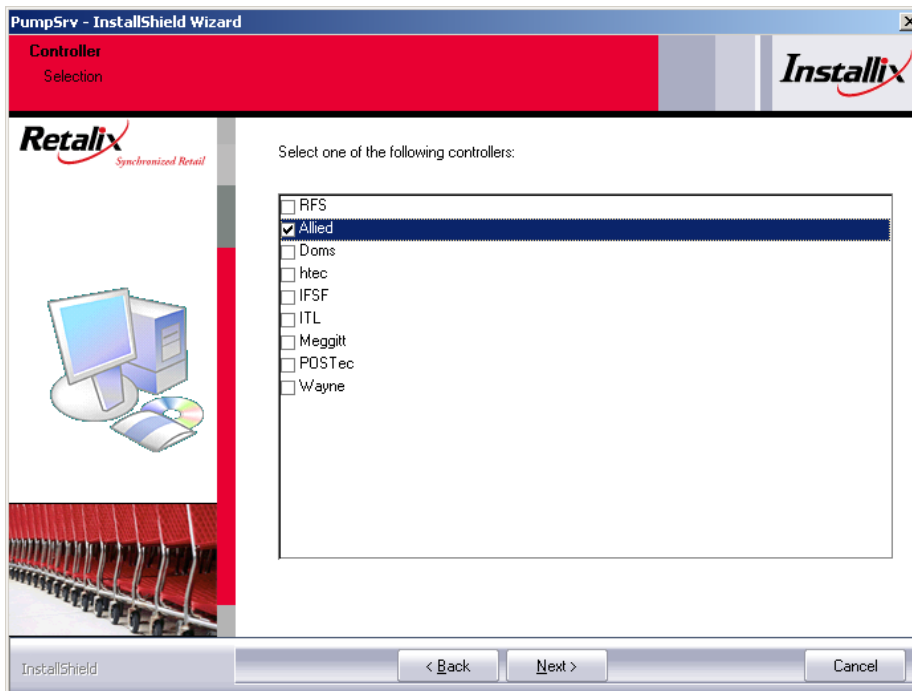 PumpSrv - InstallShield Wizard
Controller
Selection
Installix
Retalix
Synchronized Retail
Select one of the following controllers:
RFS
Allied
Doms
htec
IFSF
ITL
Meggitt
POSTec
Wayne
InstallShield
< Back
Next >
Cancel